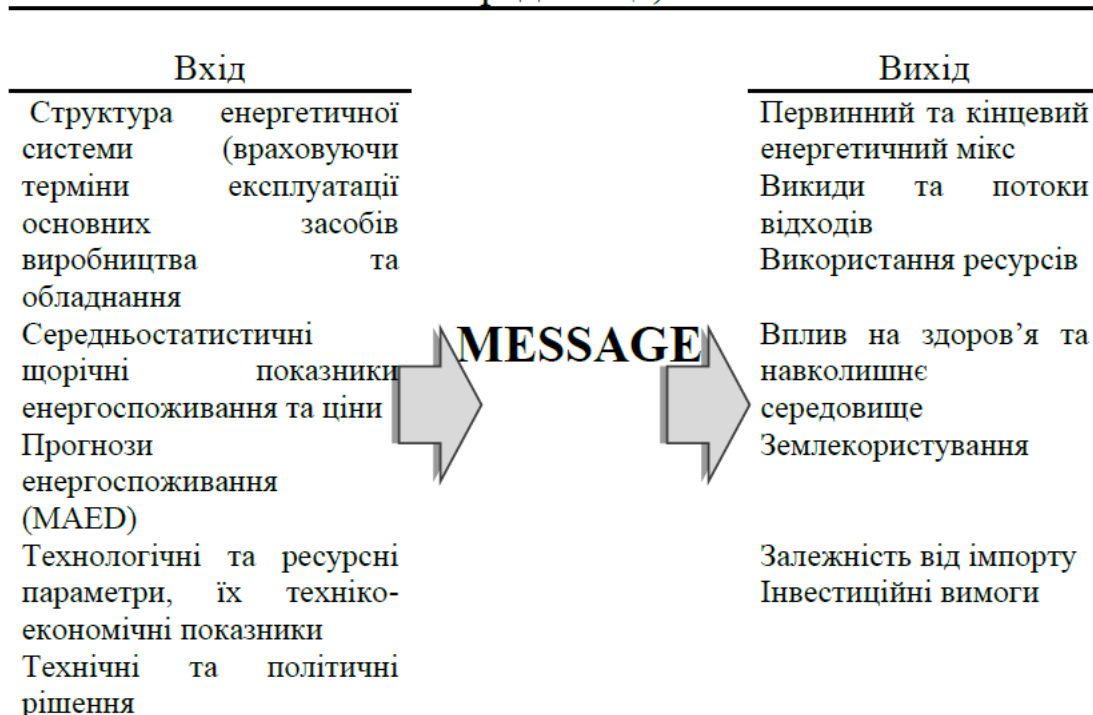 Вхід
Структура енергетичної
системи (враховуючи
терміни експлуатації
основних засобів
виробництва та
обладнання
Середньостатистичні
щорічні показники
енергоспоживання та ціни
Прогнози
енергоспоживання
(MAED)
Технологічні та ресурсні
параметри, їх техніко-
економічні показники
Технічні та політичні
рішення
MESSAGE
Вихід
Первинний та кінцевий
енергетичний мікс
Викиди та потоки
відходів
Використання ресурсів
Вплив на здоров’я та
навколишнє
середовище
Землекористування
Залежність від імпорту
Інвестиційні вимоги